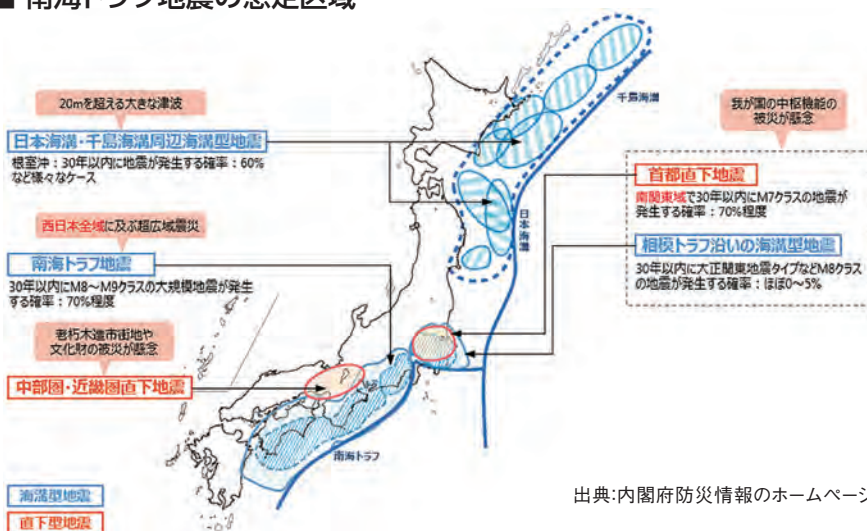 ■ 南海トラフ地震の想定区域
20mを超える大きな津波
日本海溝・千島海溝周辺海溝型地震
根室沖：30年以内に地震が発生する確率：60%
など様々なケース
西日本全域に及ぶ超広域震災
南海トラフ地震
30年以内にM8～M9クラスの大規模地震が発生
する確率：70%程度
老朽木造市街地や
文化財の被災が懸念
中部圏・近畿圏直下地震
海溝型地震
直下型地震
千島海溝
日本海溝
南海トラフ
我が国の中枢機能の
被災が懸念
首都直下地震
南関東域で30年以内にM7クラスの地震が
発生する確率：70%程度
相模トラフ沿いの海溝型地震
30年以内に大正関東地震タイプなどM8クラス
の地震が発生する確率：ほぼ0～5%
出典:内閣府防災情報のホームページ